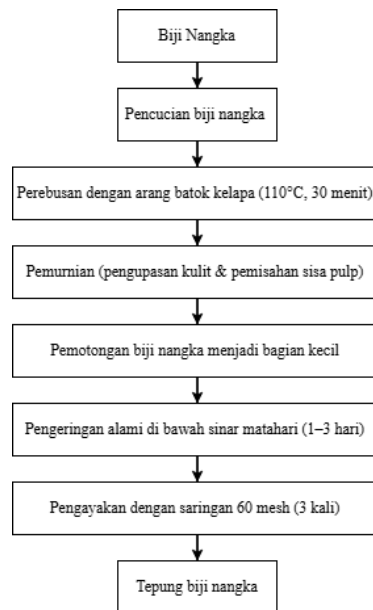 Biji Nangka
Pencucian biji nangka
Perebusan dengan arang batok kelapa (110°C, 30 menit)
Pemurnian (pengupasan kulit & pemisahan sisa pulp)
Pemotongan biji nangka menjadi bagian kecil
Pengeringan alami di bawah sinar matahari (1–3 hari)
Pengayakan dengan saringan 60 mesh (3 kali)
Tepung biji nangka